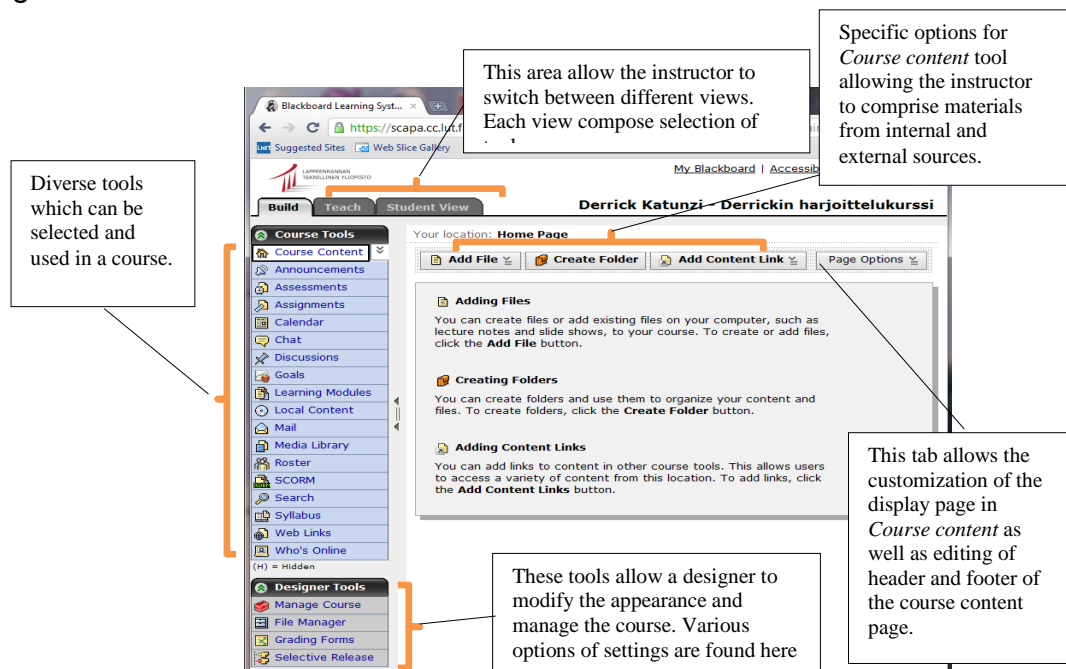 g
Specific options for
Course content tool
allowing the instructor
to comprise materials
from internal and
external sources.
This area allow the instructor to
switch between different views.
Each view compose selection of
Diverse tools
which can be
selected and
used in a course.
Blackboard Learning Syst...
https://scapa.cc.lut.f
Suggested Sites
Web Slice Gallery
LAPPEENRANNAN
TEKNILLINEN YLIOPISTO
My Blackboard | Accessib
Build Teach Student View
Derrick Katunzi - Derrickin harjoittelukurssi
Course Tools
Course Content
Announcements
Assessments
Assignments
Calendar
Chat
Discussions
Goals
Learning Modules
Local Content
Mail
Media Library
Roster
SCORM
Search
Syllabus
Web Links
Who's Online
(H) = Hidden
Designer Tools
Manage Course
File Manager
Grading Forms
Selective Release
Your location: Home Page
Add File Create Folder Add Content Link Page Options
Adding Files
You can create files or add existing files on your computer, such as
lecture notes and slide shows, to your course. To create or add files,
click the Add File button.
Creating Folders
You can create folders and use them to organize your content and
files. To create folders, click the Create Folder button.
Adding Content Links
You can add links to content in other course tools. This allows users
to access a variety of content from this location. To add links, click
the Add Content Links button.
This tab allows the
customization of the
display page in
Course content as
well as editing of
header and footer of
the course content
page.
These tools allow a designer to
modify the appearance and
manage the course. Various
options of settings are found here